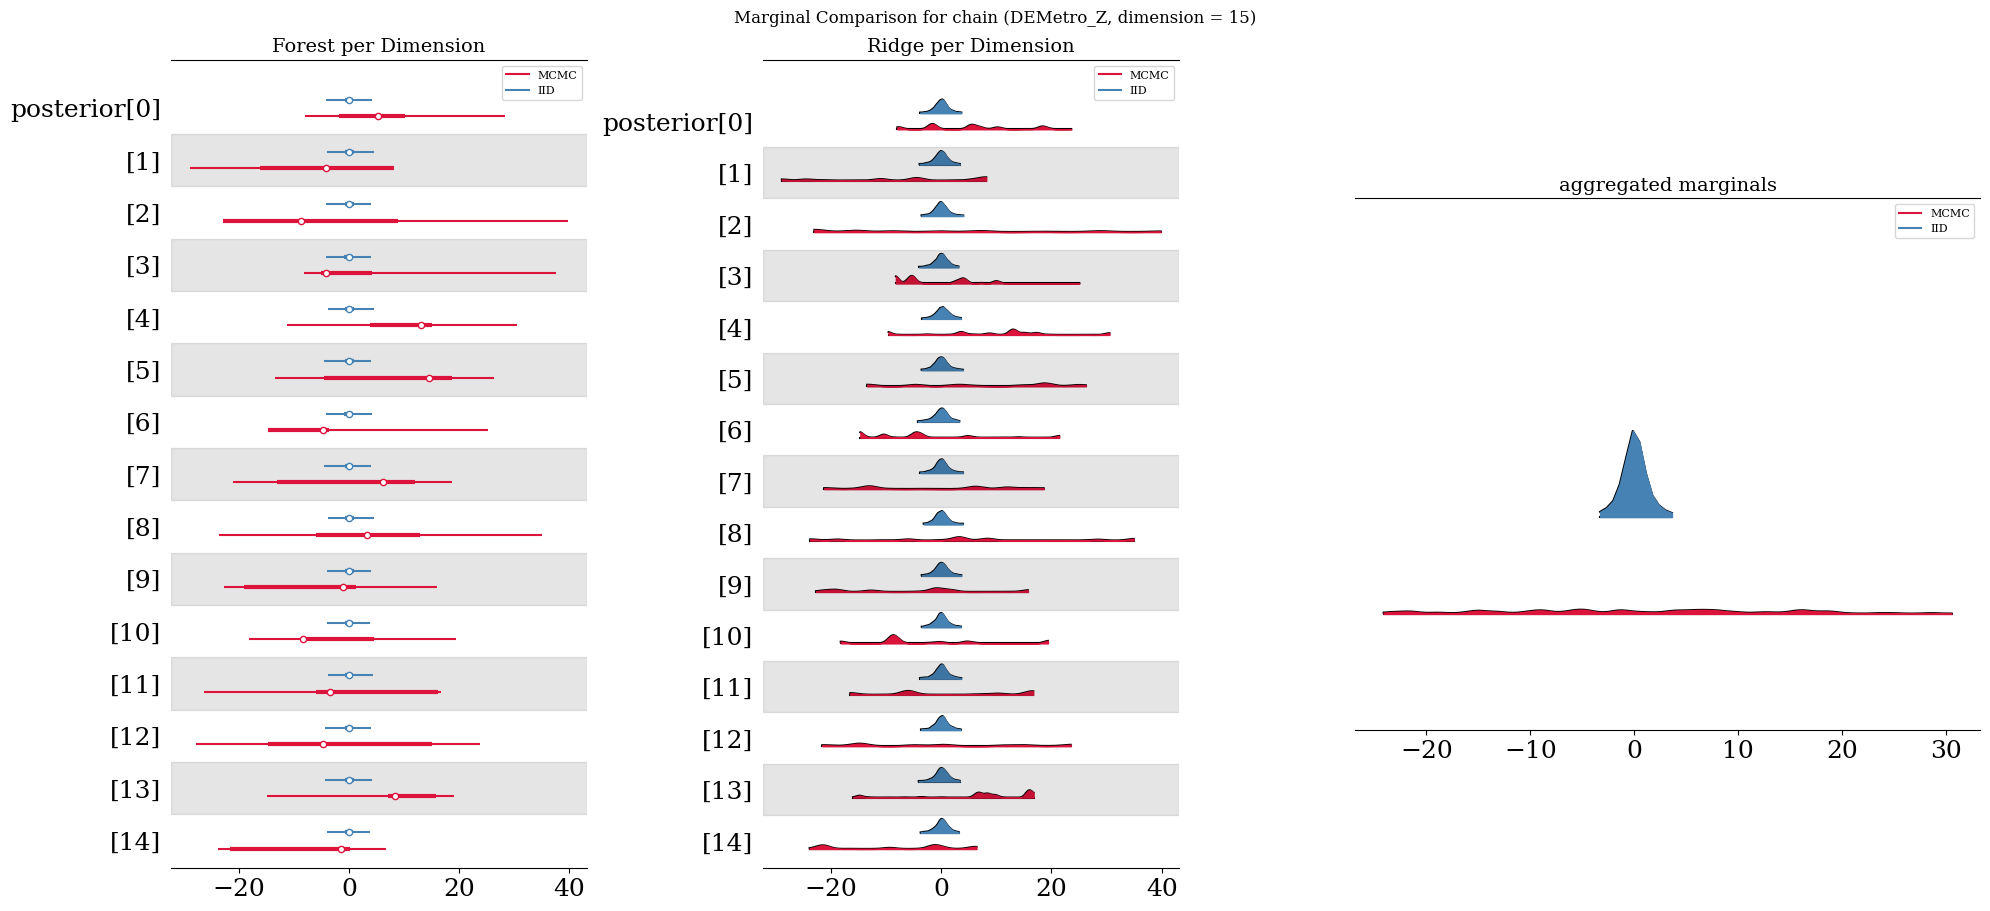 Marginal Comparison for chain (DEMetro_Z, dimension = 15)
Forest per Dimension
MCMC
IID
posterior[0]
[1]
[2]
[3]
[4]
[5]
[6]
[7]
[8]
[9]
[10]
[11]
[12]
[13]
[14]
−20 0 20 40
Ridge per Dimension
MCMC
IID
posterior[0]
[1]
[2]
[3]
[4]
[5]
[6]
[7]
[8]
[9]
[10]
[11]
[12]
[13]
[14]
−20 0 20 40
aggregated marginals
MCMC
IID
−20 −10 0 10 20 30